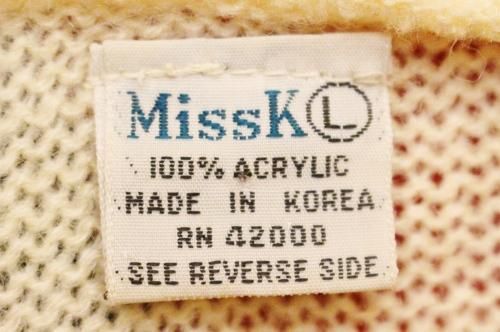 MissK L
100% ACRYLIC
MADE IN KOREA
RN 42000
SEE REVERSE SIDE